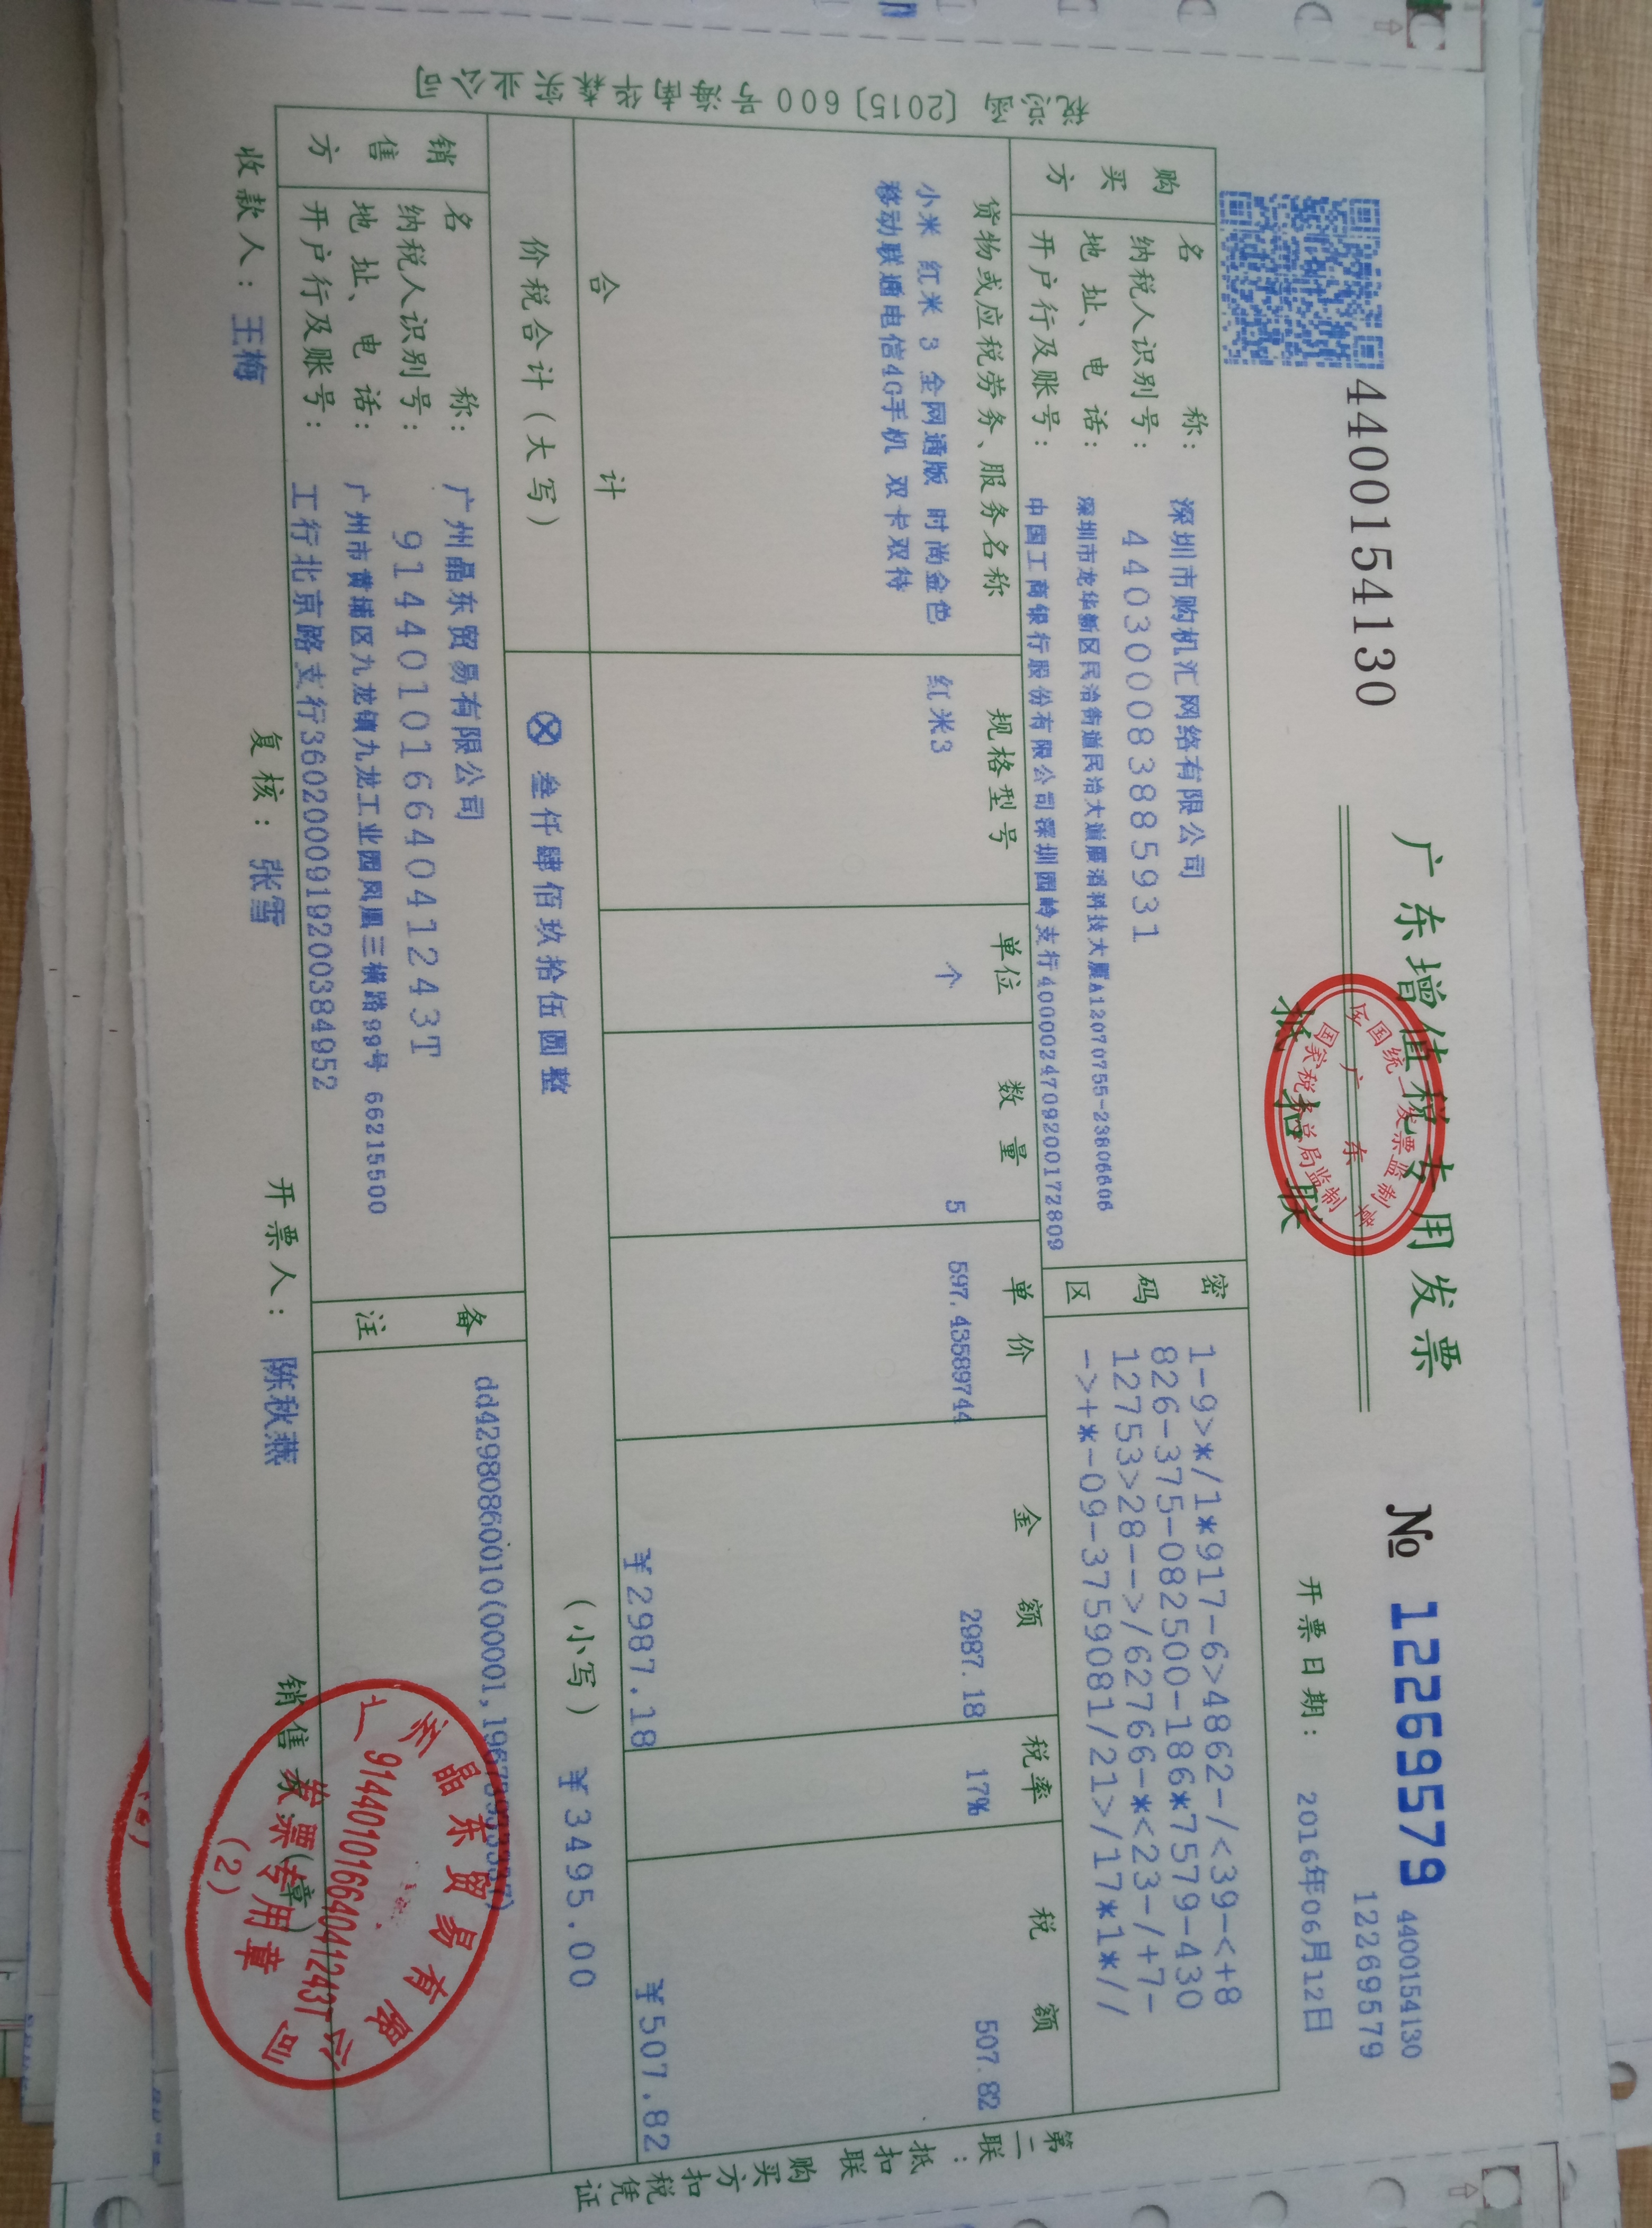 4400154130
广东增值税专用发票
№ 12269579
4400154130
12269579
抵扣联
开票日期: 2016年06月12日
全国统一发票监制章
广东
国家税务总局监制
税总函〔2015〕600号海南华森实业公司
购买方
名称: 深圳市购机汇网络有限公司
纳税人识别号: 440300083885931
地址、电话: 深圳市龙华新区民治街道民治大道展滔科技大厦A12070755-23806606
开户行及账号: 中国工商银行股份有限公司深圳园岭支行4000024709200172809
密码区
1-9>*/1*917-6>4862-/<39-<+8
826-375-082500-186*7579-430
12753>28-->/62766-*<23-/+7-
->+*-09-3759081/21>/17*1*//
货物或应税劳务、服务名称 规格型号 单位 数量 单价 金额 税率 税额
小米 红米 3 全网通版 时尚金色 红米3 个 5 597.43589744 2987.18 17% 507.82
移动联通电信4G手机 双卡双待
合计 ¥2987.18 ¥507.82
价税合计(大写) ⊗ 叁仟肆佰玖拾伍圆整 (小写) ¥3495.00
销售方
名称: 广州晶东贸易有限公司
纳税人识别号: 91440101664041243T
地址、电话: 广州市黄埔区九龙镇九龙工业园凤凰三横路99号 66215500
开户行及账号: 工行北京路支行3602000919200384952
备注
dd42980860010(00001,
收款人: 王梅
复核: 张雪
开票人: 陈秋燕
销售方:(章)
广州晶东贸易有限公司
91440101664041243T
发票专用章
(2)
第二联:抵扣联 购买方扣税凭证